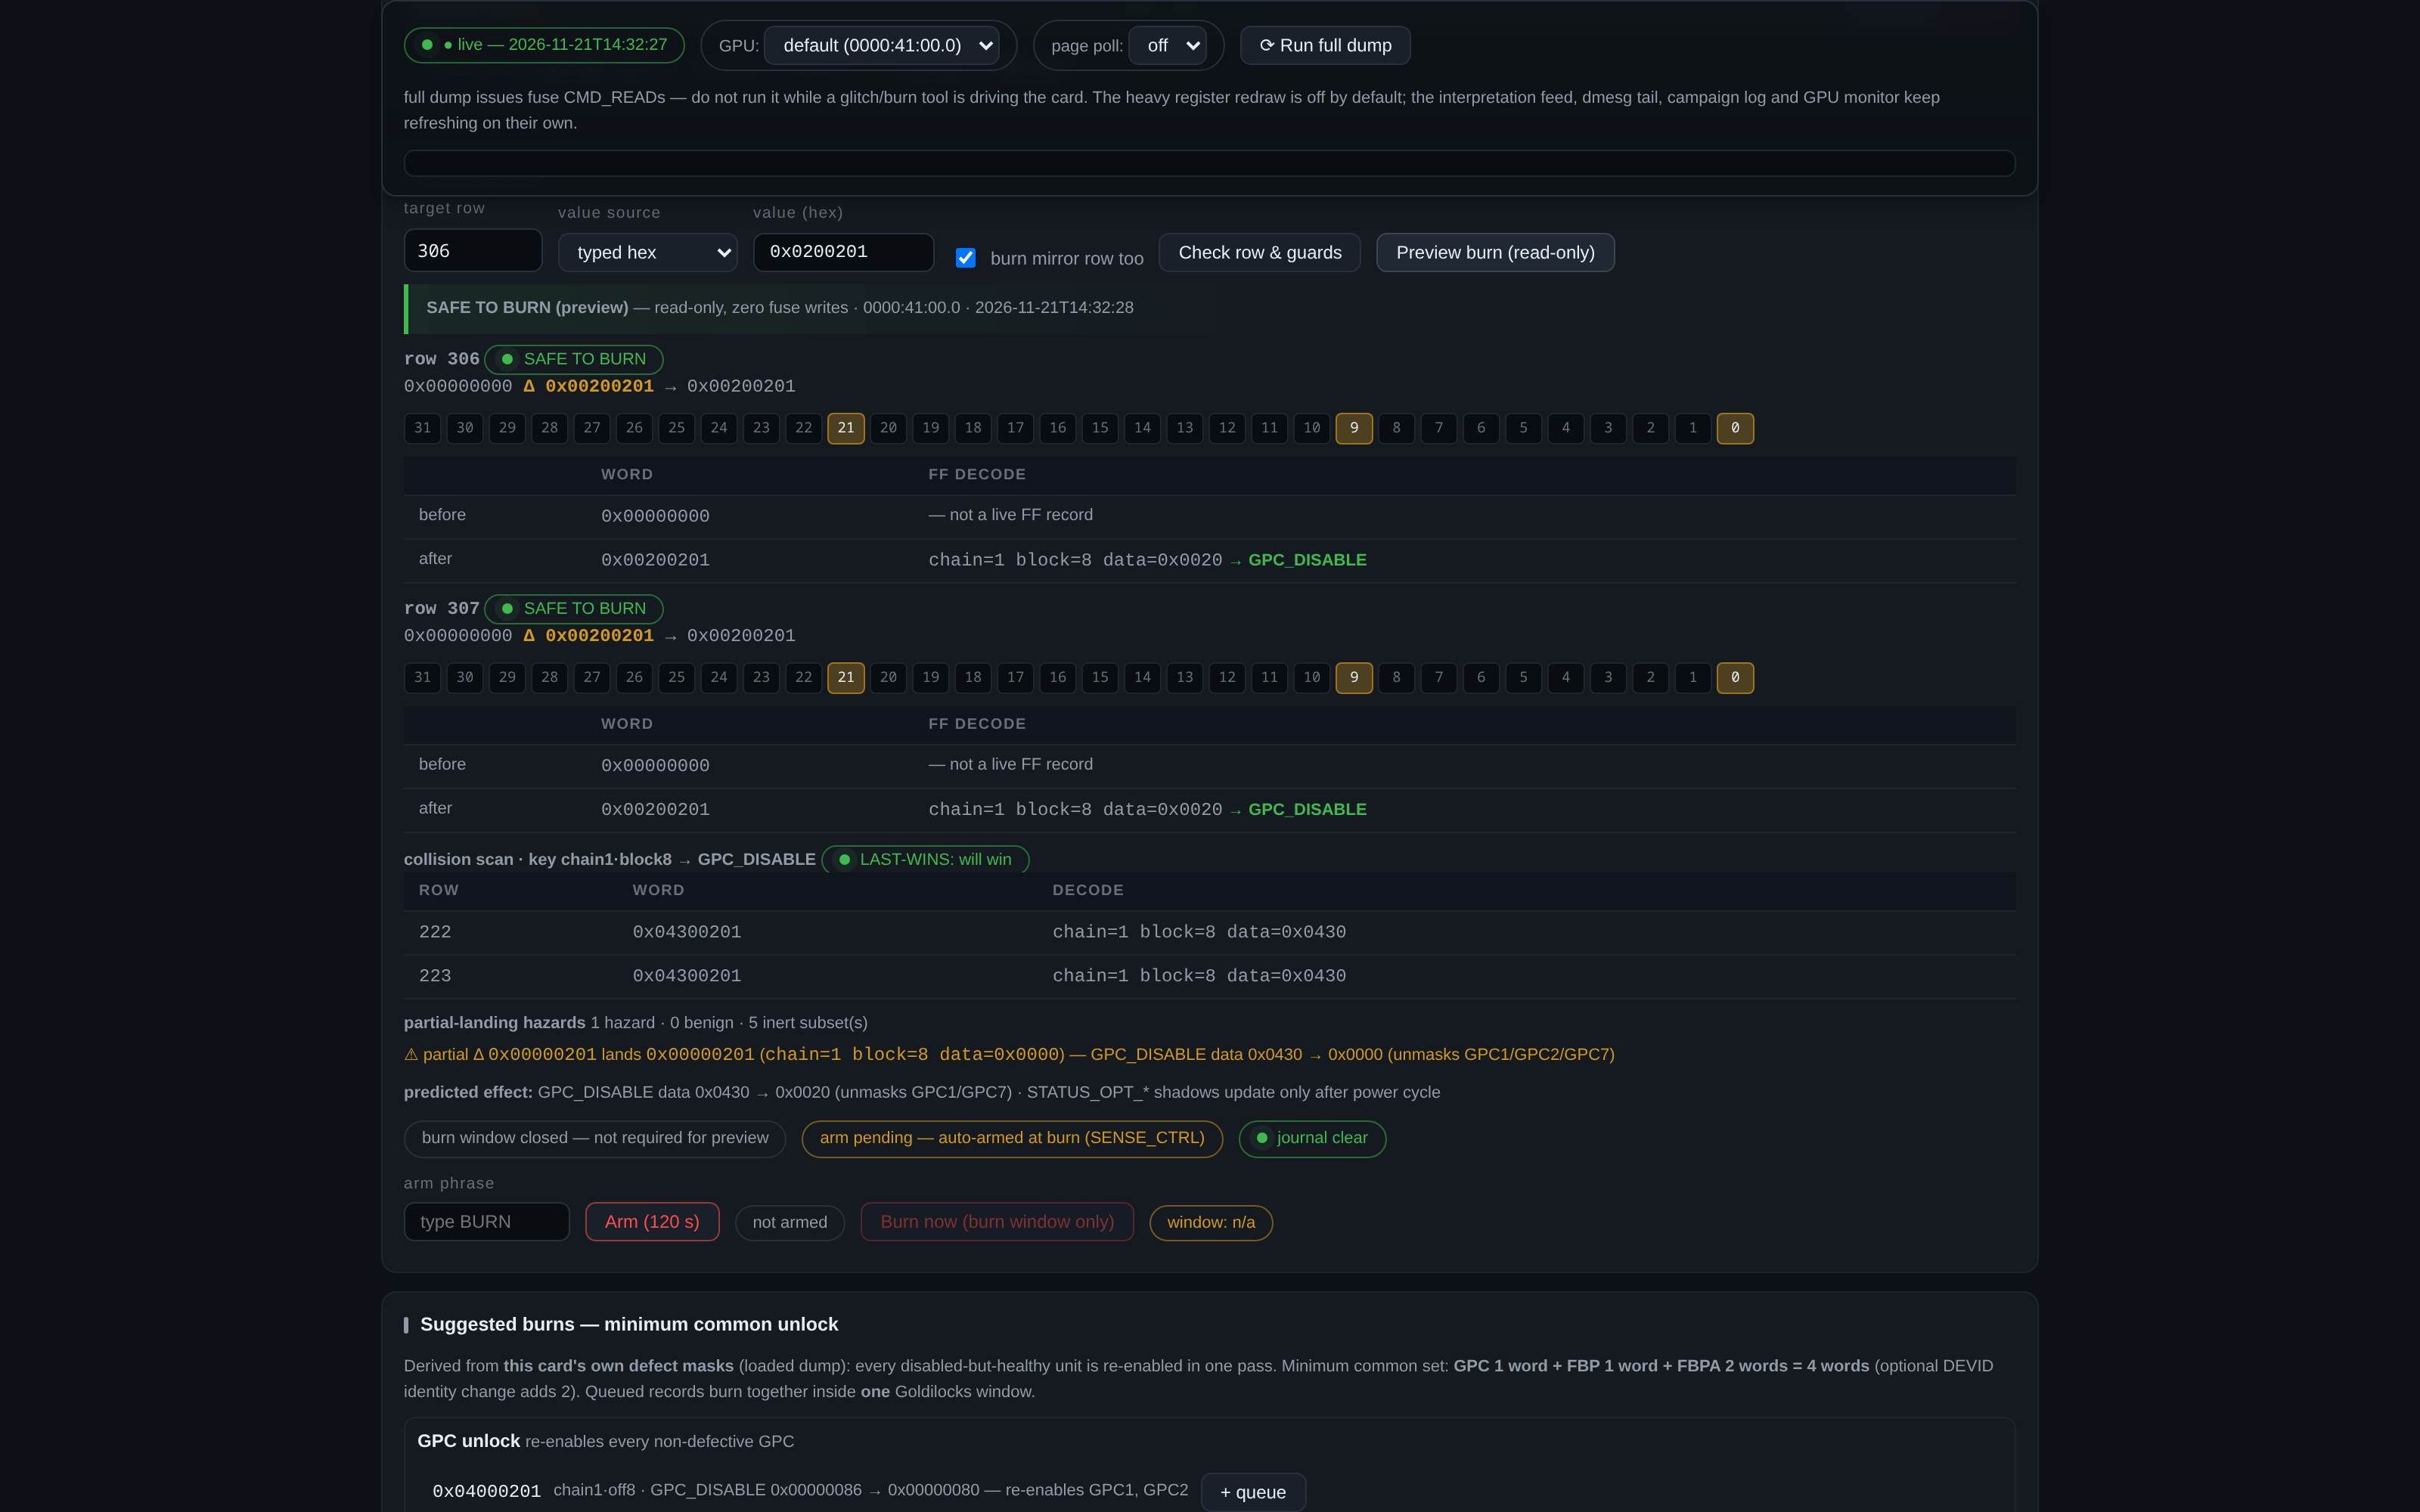 ● live — 2026-11-21T14:32:27 GPU: default (0000:41:00.0) page poll: off ⟳ Run full dump
full dump issues fuse CMD_READs — do not run it while a glitch/burn tool is driving the card. The heavy register redraw is off by default; the interpretation feed, dmesg tail, campaign log and GPU monitor keep
refreshing on their own.
target row value source value (hex)
306 typed hex 0x0200201 burn mirror row too Check row & guards Preview burn (read-only)
SAFE TO BURN (preview) — read-only, zero fuse writes · 0000:41:00.0 · 2026-11-21T14:32:28
row 306 SAFE TO BURN
0x00000000 Δ 0x00200201 → 0x00200201
31 30 29 28 27 26 25 24 23 22 21 20 19 18 17 16 15 14 13 12 11 10 9 8 7 6 5 4 3 2 1 0
WORD FF DECODE
before 0x00000000 — not a live FF record
after 0x00200201 chain=1 block=8 data=0x0020 → GPC_DISABLE
row 307 SAFE TO BURN
0x00000000 Δ 0x00200201 → 0x00200201
31 30 29 28 27 26 25 24 23 22 21 20 19 18 17 16 15 14 13 12 11 10 9 8 7 6 5 4 3 2 1 0
WORD FF DECODE
before 0x00000000 — not a live FF record
after 0x00200201 chain=1 block=8 data=0x0020 → GPC_DISABLE
collision scan · key chain1·block8 → GPC_DISABLE LAST-WINS: will win
ROW WORD DECODE
222 0x04300201 chain=1 block=8 data=0x0430
223 0x04300201 chain=1 block=8 data=0x0430
partial-landing hazards 1 hazard · 0 benign · 5 inert subset(s)
⚠ partial Δ 0x00000201 lands 0x00000201 (chain=1 block=8 data=0x0000) — GPC_DISABLE data 0x0430 → 0x0000 (unmasks GPC1/GPC2/GPC7)
predicted effect: GPC_DISABLE data 0x0430 → 0x0020 (unmasks GPC1/GPC7) · STATUS_OPT_* shadows update only after power cycle
burn window closed — not required for preview arm pending — auto-armed at burn (SENSE_CTRL) journal clear
arm phrase
type BURN Arm (120 s) not armed Burn now (burn window only) window: n/a
Suggested burns — minimum common unlock
Derived from this card's own defect masks (loaded dump): every disabled-but-healthy unit is re-enabled in one pass. Minimum common set: GPC 1 word + FBP 1 word + FBPA 2 words = 4 words (optional DEVID
identity change adds 2). Queued records burn together inside one Goldilocks window.
GPC unlock re-enables every non-defective GPC
0x04000201 chain1·off8 · GPC_DISABLE 0x00000086 → 0x00000080 — re-enables GPC1, GPC2 + queue